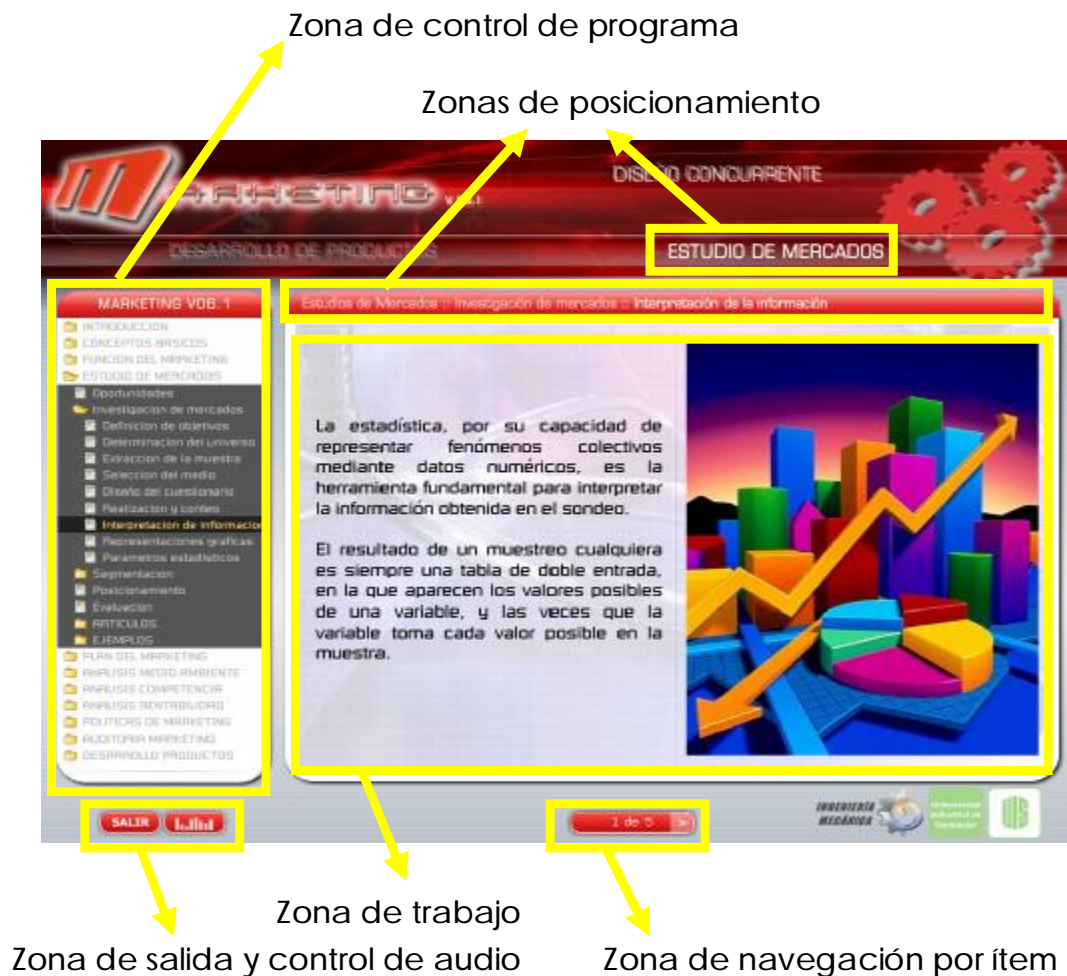 Zona de control de programa
Zonas de posicionamiento
DISEÑO CONCURRENTE
MARKETING
DESARROLLO DE PRODUCTOS
ESTUDIO DE MERCADOS
MARKETING V06.1
Estudios de Mercados :: Investigación de mercados :: Interpretación de la información
INTRODUCCION
CONCEPTOS BASICOS
FUNCION DEL MARKETING
ESTUDIO DE MERCADOS
Oportunidades
Investigacion de mercados
Definicion de objetivos
Determinacion del universo
Extraccion de la muestra
Seleccion del medio
Diseño del cuestionario
Realizacion y conteo
Interpretacion de informacion
Representaciones graficas
Parametros estadisticos
Segmentacion
Posicionamiento
Evaluacion
ARTICULOS
EJEMPLOS
PLAN DEL MARKETING
ANALISIS MEDIO AMBIENTE
ANALISIS COMPETENCIA
ANALISIS RENTABILIDAD
POLITICAS DE MARKETING
AUDITORIA MARKETING
DESARROLLO PRODUCTOS
La estadística, por su capacidad de
representar fenómenos colectivos
mediante datos numéricos, es la
herramienta fundamental para interpretar
la información obtenida en el sondeo.
El resultado de un muestreo cualquiera
es siempre una tabla de doble entrada,
en la que aparecen los valores posibles
de una variable, y las veces que la
variable toma cada valor posible en la
muestra.
SALIR
1 de 5 >
INGENIERÍA
MECÁNICA
Universidad
Industrial de
Santander
UIS
Zona de trabajo
Zona de salida y control de audio
Zona de navegación por ítem